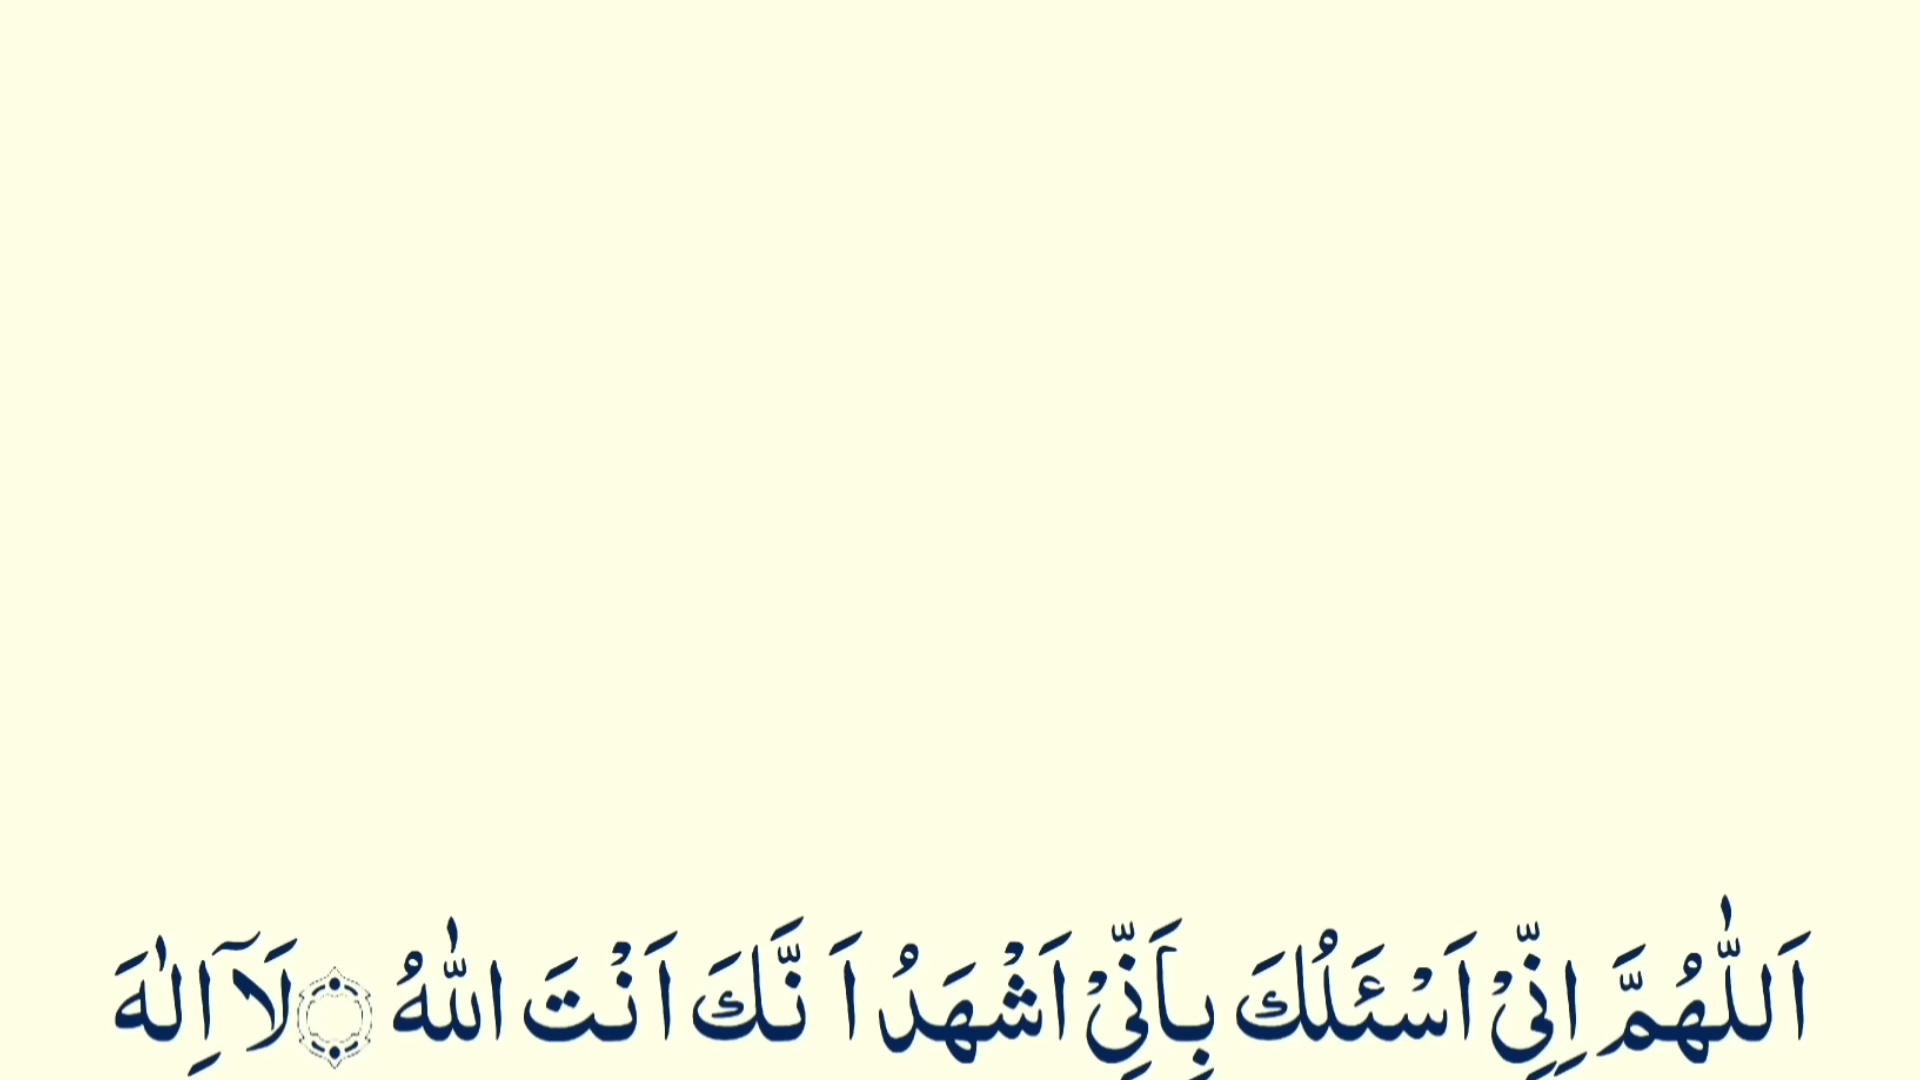 اَللّٰهُمَّ اِنِّیْ اَسْئَلُكَ بِأَنِّیْ اَشْهَدُ اَ نَّكَ اَنْتَ اللّٰهُ ۝ لَآ اِلٰهَ